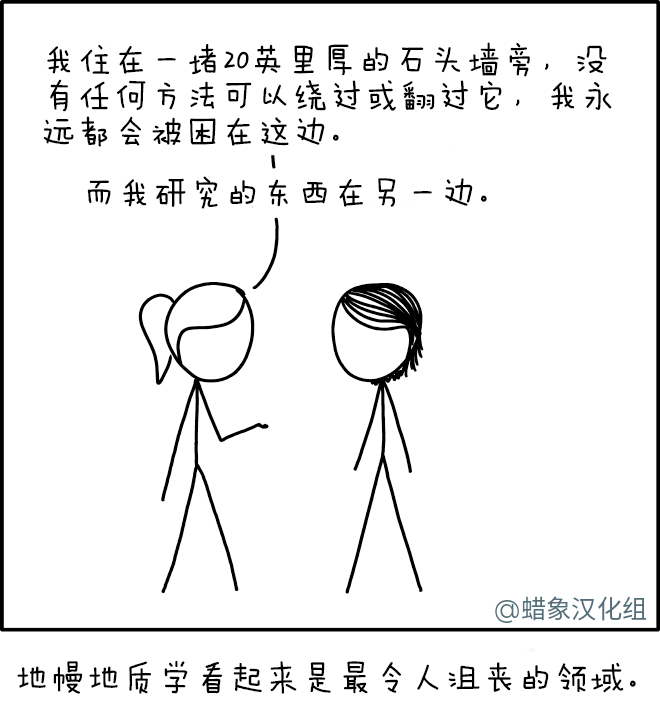 我住在一堵20英里厚的石头墙旁，没
有任何方法可以绕过或翻过它，我永
远都会被困在这边。
而我研究的东西在另一边。
@蜡象汉化组
地幔地质学看起来是最令人沮丧的领域。